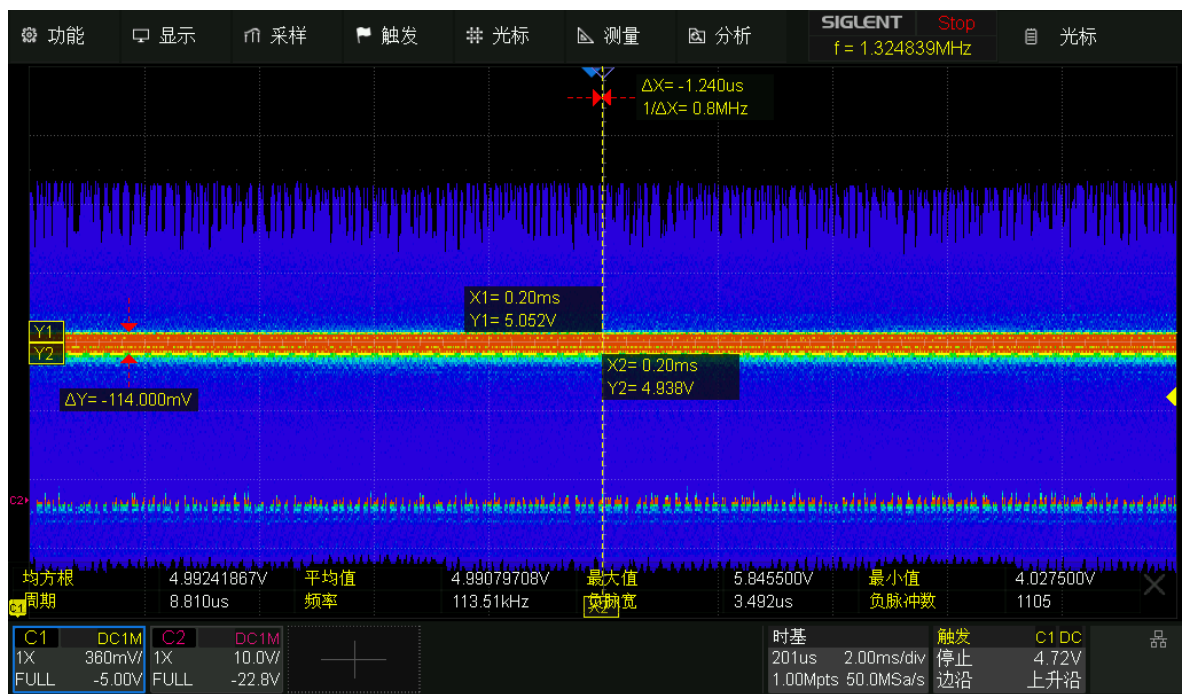 功能 显示 采样 触发 光标 测量 分析 SIGLENT Stop 光标
f = 1.324839MHz
ΔX= -1.240us
1/ΔX= 0.8MHz
X1= 0.20ms
Y1= 5.052V
Y1
Y2
X2= 0.20ms
Y2= 4.938V
ΔY= -114.000mV
C2
均方根 4.99241867V 平均值 4.99079708V 最大值 5.845500V 最小值 4.027500V
C1 周期 8.810us 频率 113.51kHz 负脉宽 3.492us 负脉冲数 1105
X2
C1 DC1M C2 DC1M 时基 触发 C1 DC
1X 360mV/ 1X 10.0V/ 201us 2.00ms/div 停止 4.72V
FULL -5.00V FULL -22.8V 1.00Mpts 50.0MSa/s 边沿 上升沿